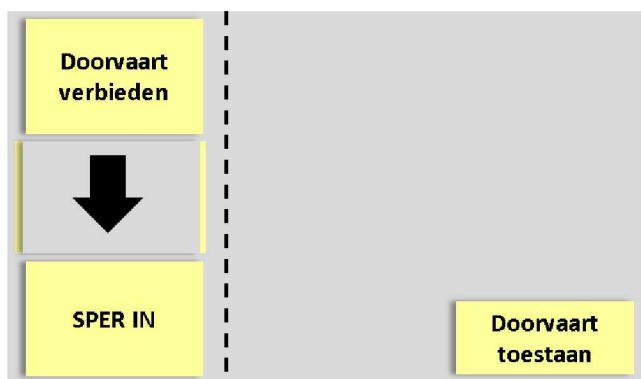 Doorvaart
verbieden
SPER IN
Doorvaart
toestaan